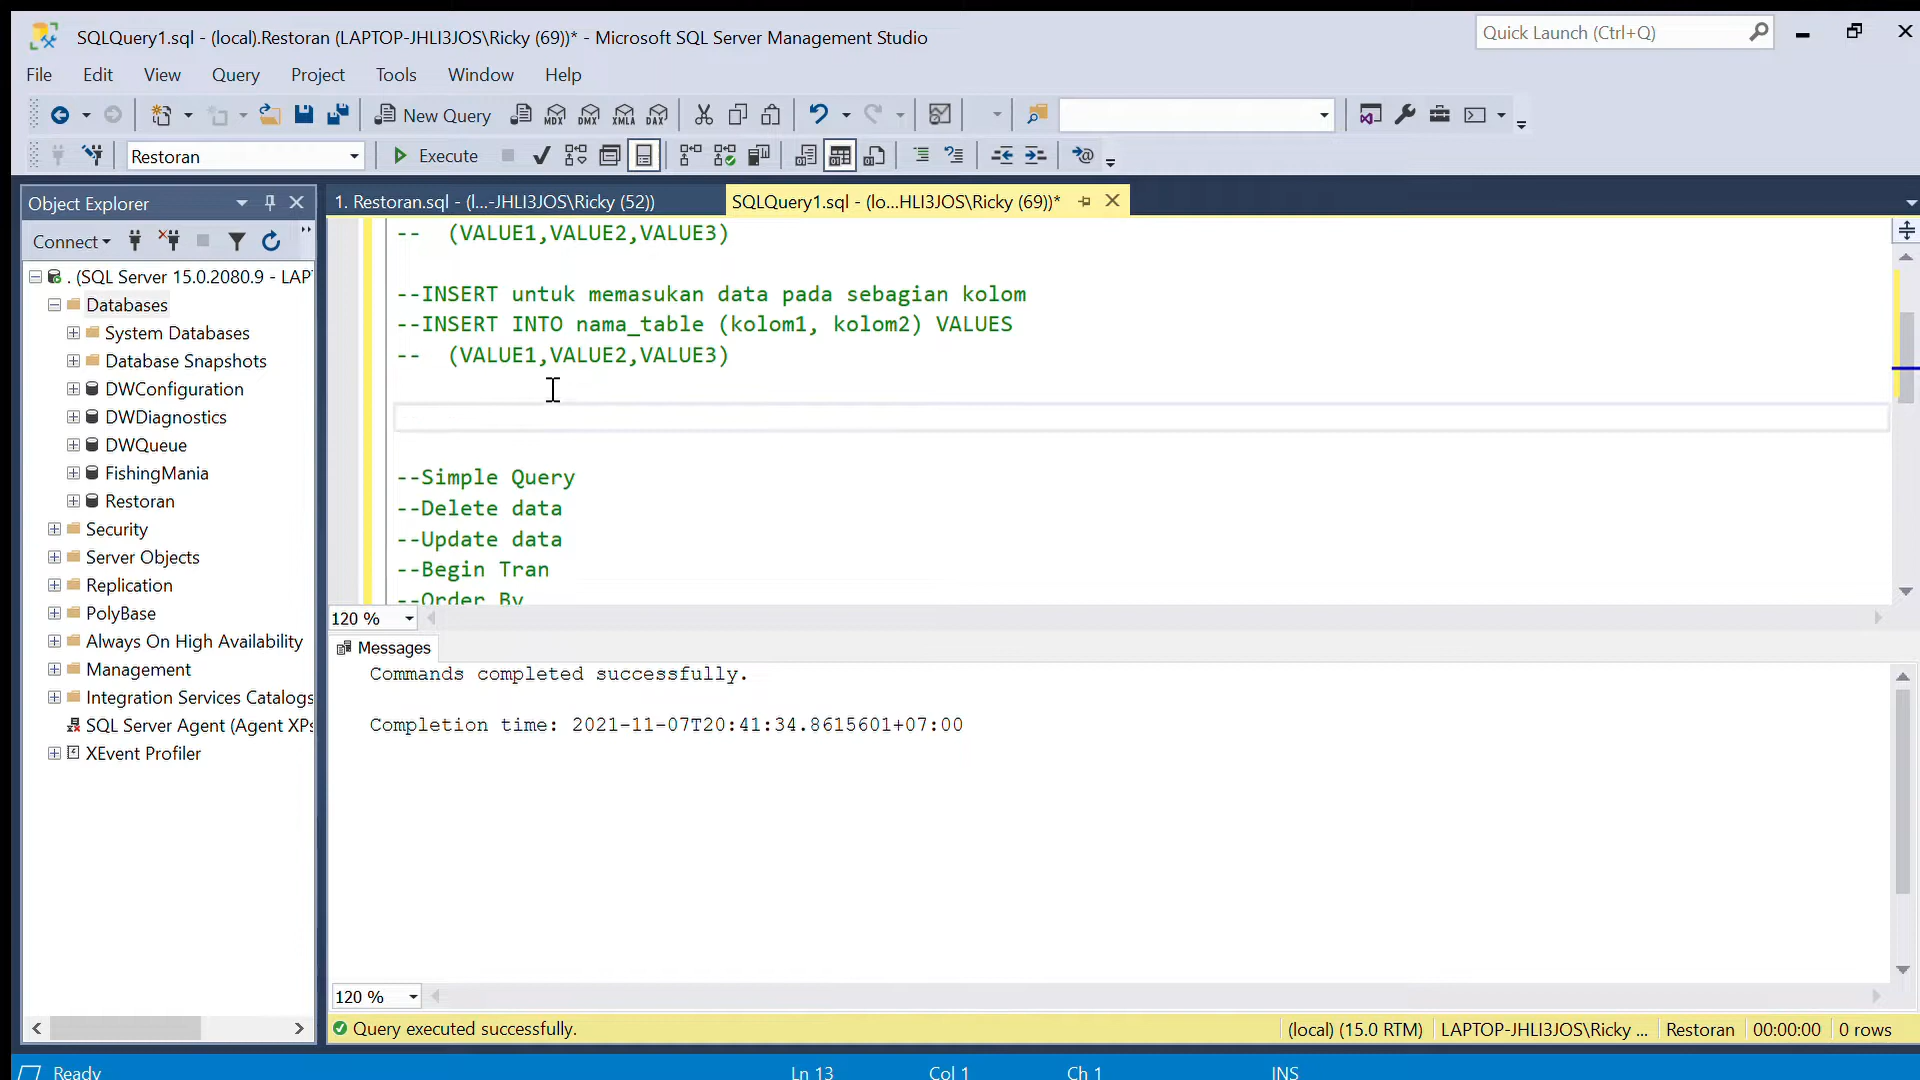 SQLQuery1.sql - (local).Restoran (LAPTOP-JHLI3JOS\Ricky (69))* - Microsoft SQL Server Management Studio
Quick Launch (Ctrl+Q)
File Edit View Query Project Tools Window Help
New Query MDX DMX XMLA DAX
Restoran Execute
Object Explorer
1. Restoran.sql - (l...-JHLI3JOS\Ricky (52))
SQLQuery1.sql - (lo...HLI3JOS\Ricky (69))*
Connect
. (SQL Server 15.0.2080.9 - LAP
Databases
System Databases
Database Snapshots
DWConfiguration
DWDiagnostics
DWQueue
FishingMania
Restoran
Security
Server Objects
Replication
PolyBase
Always On High Availability
Management
Integration Services Catalogs
SQL Server Agent (Agent XPs
XEvent Profiler
-- (VALUE1,VALUE2,VALUE3)
--INSERT untuk memasukan data pada sebagian kolom
--INSERT INTO nama_table (kolom1, kolom2) VALUES
-- (VALUE1,VALUE2,VALUE3)
--Simple Query
--Delete data
--Update data
--Begin Tran
--Order By
120 %
Messages
Commands completed successfully.
Completion time: 2021-11-07T20:41:34.8615601+07:00
120 %
Query executed successfully.
(local) (15.0 RTM) LAPTOP-JHLI3JOS\Ricky ... Restoran 00:00:00 0 rows
Ready Ln 13 Col 1 Ch 1 INS